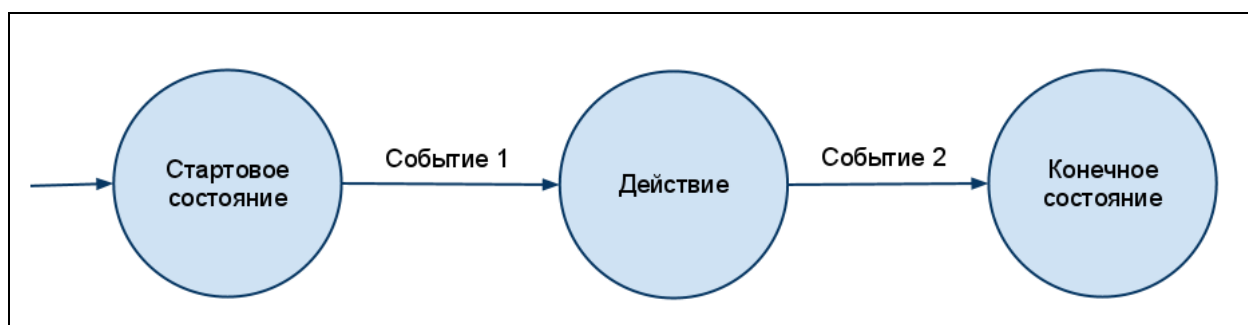 Стартовое
состояние
Событие 1
Действие
Событие 2
Конечное
состояние